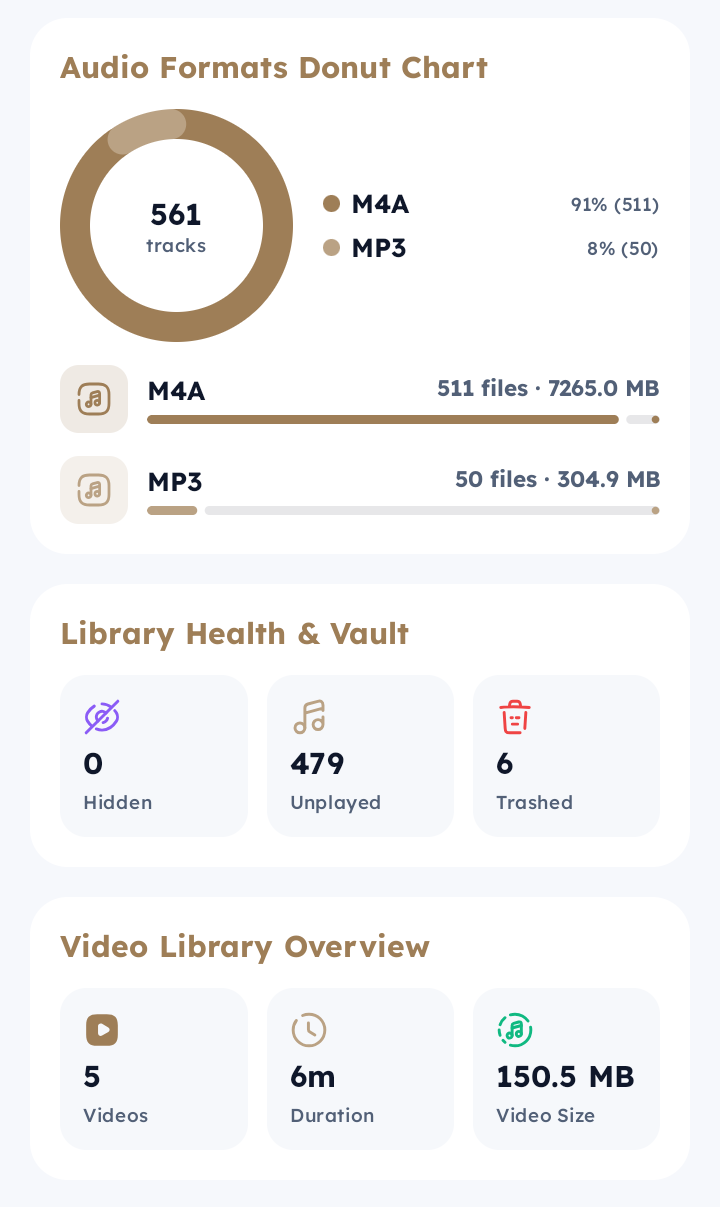 Audio Formats Donut Chart
561
tracks
M4A 91% (511)
MP3 8% (50)
M4A 511 files · 7265.0 MB
MP3 50 files · 304.9 MB
Library Health & Vault
0 479 6
Hidden Unplayed Trashed
Video Library Overview
5 6m 150.5 MB
Videos Duration Video Size